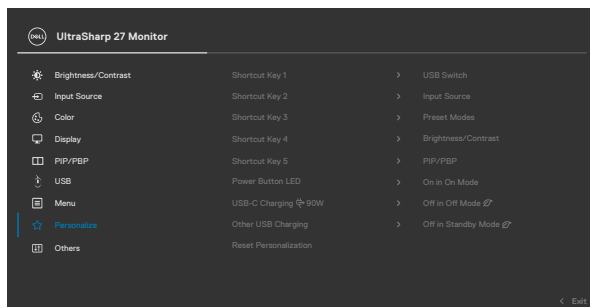 DELL UltraSharp 27 Monitor
Brightness/Contrast Shortcut Key 1 > USB Switch
Input Source Shortcut Key 2 > Input Source
Color Shortcut Key 3 > Preset Modes
Display Shortcut Key 4 > Brightness/Contrast
PIP/PBP Shortcut Key 5 > PIP/PBP
USB Power Button LED > On in On Mode
Menu USB-C Charging 90W > Off in Off Mode
Personalize Other USB Charging > Off in Standby Mode
Others Reset Personalization
< Exit